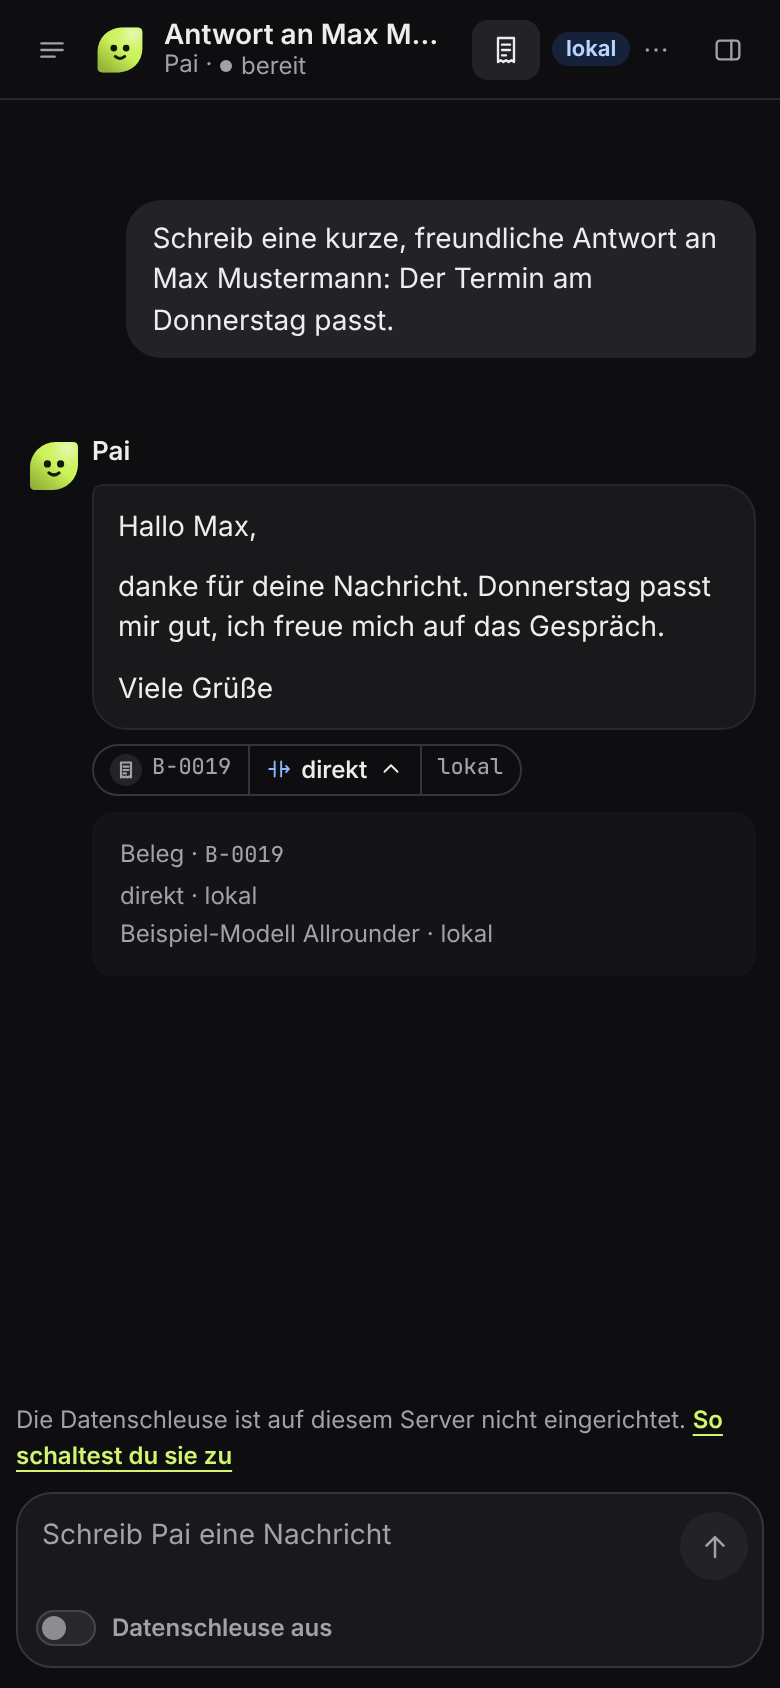 Antwort an Max M...
Pai · bereit
lokal
Schreib eine kurze, freundliche Antwort an
Max Mustermann: Der Termin am
Donnerstag passt.
Pai
Hallo Max,
danke für deine Nachricht. Donnerstag passt
mir gut, ich freue mich auf das Gespräch.
Viele Grüße
B-0019 direkt lokal
Beleg · B-0019
direkt · lokal
Beispiel-Modell Allrounder · lokal
Die Datenschleuse ist auf diesem Server nicht eingerichtet. So
schaltest du sie zu
Schreib Pai eine Nachricht
Datenschleuse aus